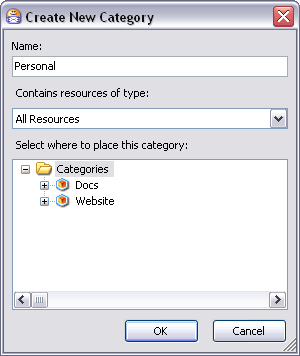 Create New Category
Name:
Personal
Contains resources of type:
All Resources
Select where to place this category:
Categories
Docs
Website
OK
Cancel